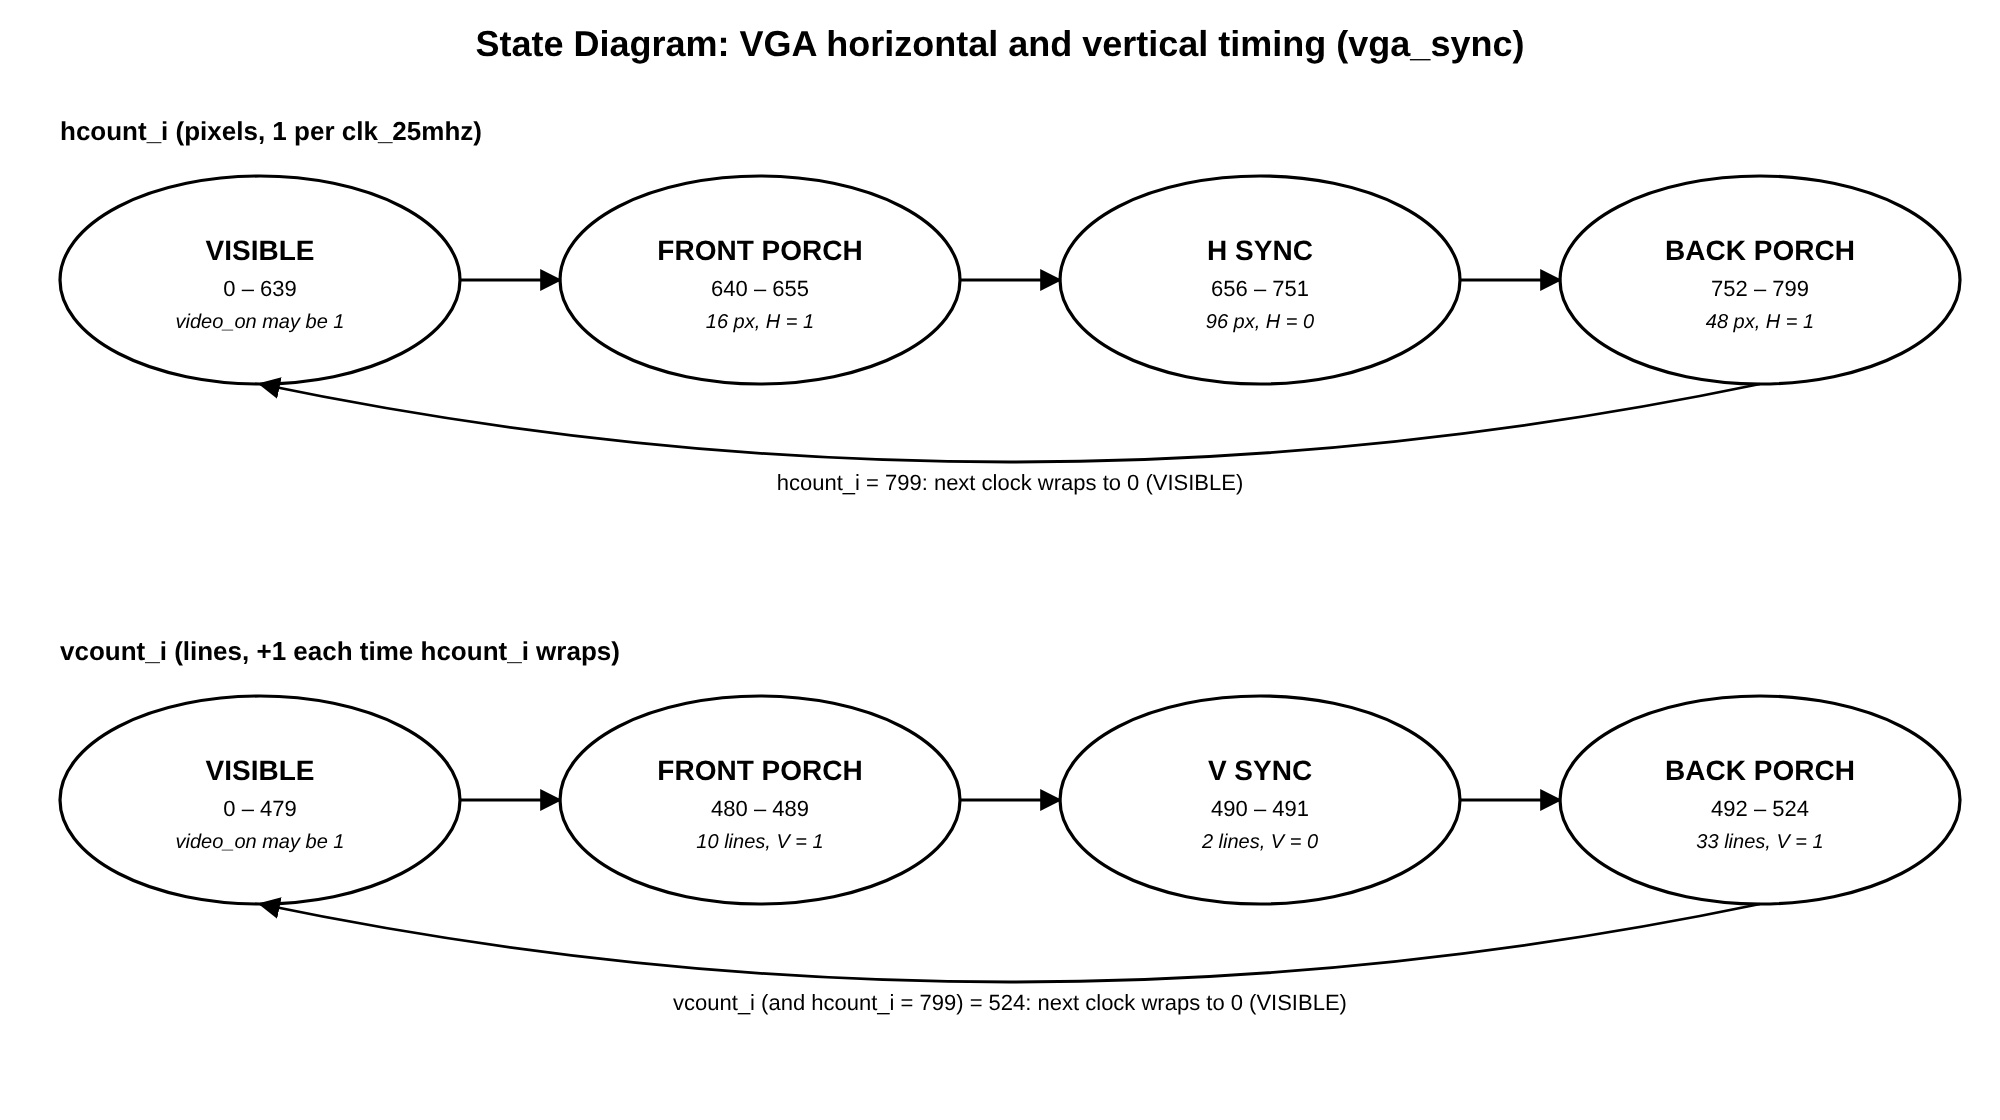 State Diagram: VGA horizontal and vertical timing (vga_sync)
hcount_i (pixels, 1 per clk_25mhz)
VISIBLE
0 – 639
video_on may be 1
FRONT PORCH
640 – 655
16 px, H = 1
H SYNC
656 – 751
96 px, H = 0
BACK PORCH
752 – 799
48 px, H = 1
hcount_i = 799: next clock wraps to 0 (VISIBLE)
vcount_i (lines, +1 each time hcount_i wraps)
VISIBLE
0 – 479
video_on may be 1
FRONT PORCH
480 – 489
10 lines, V = 1
V SYNC
490 – 491
2 lines, V = 0
BACK PORCH
492 – 524
33 lines, V = 1
vcount_i (and hcount_i = 799) = 524: next clock wraps to 0 (VISIBLE)